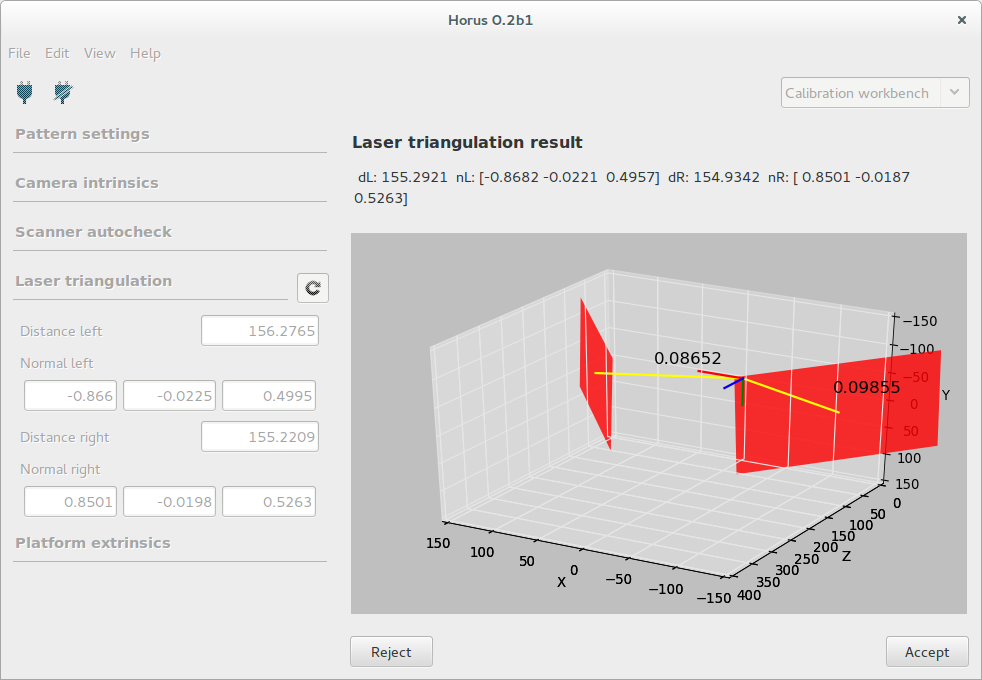 Horus 0.2b1
File Edit View Help
Calibration workbench
Pattern settings
Camera intrinsics
Scanner autocheck
Laser triangulation
Distance left 156.2765
Normal left
-0.866 -0.0225 0.4995
Distance right 155.2209
Normal right
0.8501 -0.0198 0.5263
Platform extrinsics
Laser triangulation result
dL: 155.2921 nL: [-0.8682 -0.0221 0.4957] dR: 154.9342 nR: [ 0.8501 -0.0187
0.5263]
0.08652
0.09855
−150
−100
−50
0
50
100
150
Y
150
100
50
0
−50
−100
−150
X
0
50
100
150
200
250
300
350
400
Z
Reject
Accept